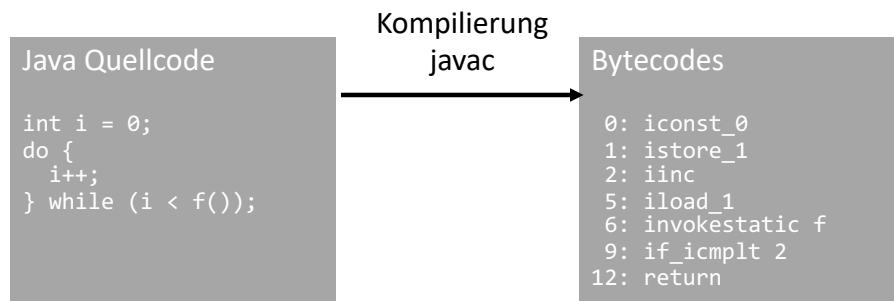 Kompilierung
javac
Java Quellcode
int i = 0;
do {
  i++;
} while (i < f());
Bytecodes
0: iconst_0
1: istore_1
2: iinc
5: iload_1
6: invokestatic f
9: if_icmplt 2
12: return